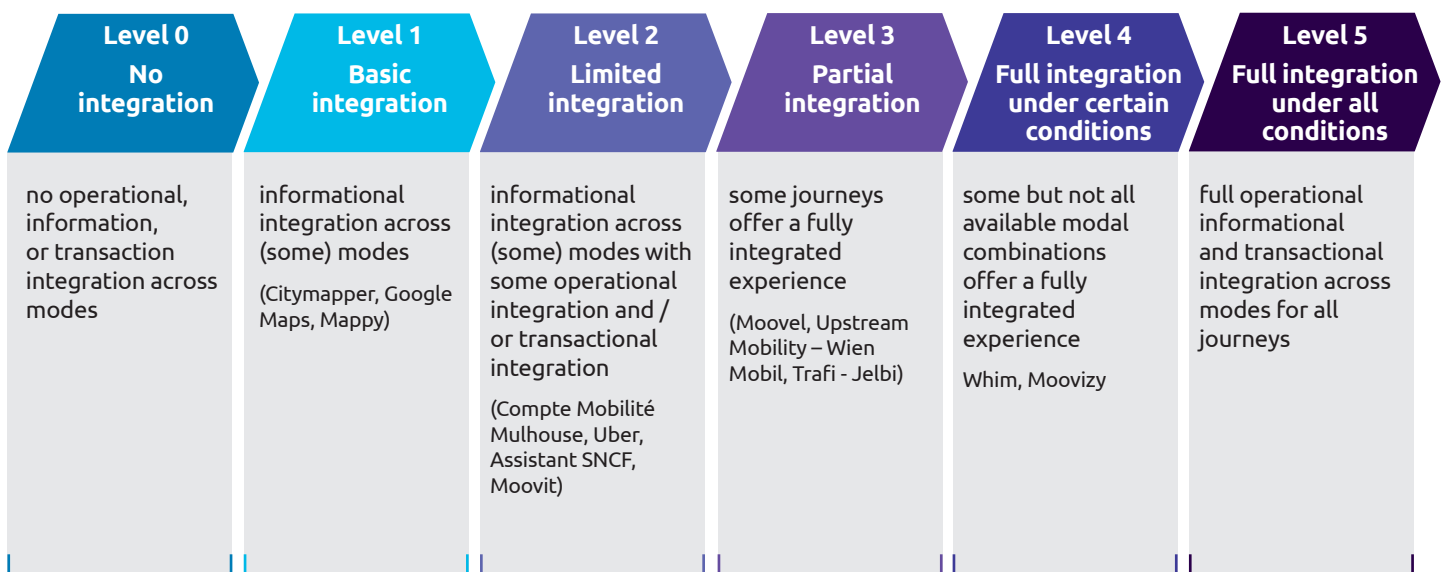 Level 0
No
integration
no operational,
information,
or transaction
integration across
modes
Level 1
Basic
integration
informational
integration across
(some) modes
(Citymapper, Google
Maps, Mappy)
Level 2
Limited
integration
informational
integration across
(some) modes with
some operational
integration and /
or transactional
integration
(Compte Mobilité
Mulhouse, Uber,
Assistant SNCF,
Moovit)
Level 3
Partial
integration
some journeys
offer a fully
integrated
experience
(Moovel, Upstream
Mobility – Wien
Mobil, Trafi - Jelbi)
Level 4
Full integration
under certain
conditions
some but not all
available modal
combinations
offer a fully
integrated
experience
Whim, Moovizy
Level 5
Full integration
under all
conditions
full operational
informational
and transactional
integration across
modes for all
journeys